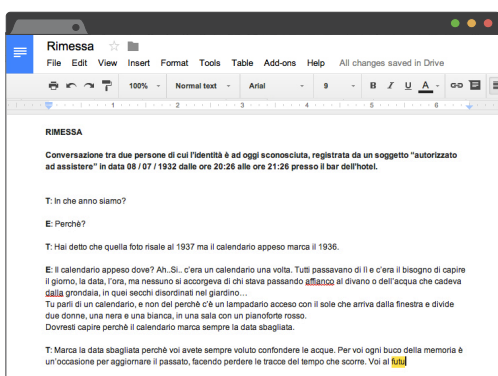 Rimessa
File Edit View Insert Format Tools Table Add-ons Help All changes saved in Drive
100% Normal text Arial 9 B I U A
1 2 3 4 5 6
RIMESSA
Conversazione tra due persone di cui l'identità è ad oggi sconosciuta, registrata da un soggetto "autorizzato
ad assistere" in data 08 / 07 / 1932 dalle ore 20:26 alle ore 21:26 presso il bar dell'hotel.
T: In che anno siamo?
E: Perchè?
T: Hai detto che quella foto risale al 1937 ma il calendario appeso marca il 1936.
E: Il calendario appeso dove? Ah..Si.. c'era un calendario una volta. Tutti passavano di lì e c'era il bisogno di capire
il giorno, la data, l'ora, ma nessuno si accorgeva di chi stava passando affianco al divano o dell'acqua che cadeva
dalla grondaia, in quei secchi disordinati nel giardino…
Tu parli di un calendario, e non del perchè c'è un lampadario acceso con il sole che arriva dalla finestra e divide
due donne, una nera e una bianca, in una sala con un pianoforte rosso.
Dovresti capire perchè il calendario marca sempre la data sbagliata.
T: Marca la data sbagliata perchè voi avete sempre voluto confondere le acque. Per voi ogni buco della memoria è
un'occasione per aggiornare il passato, facendo perdere le tracce del tempo che scorre. Voi al futu